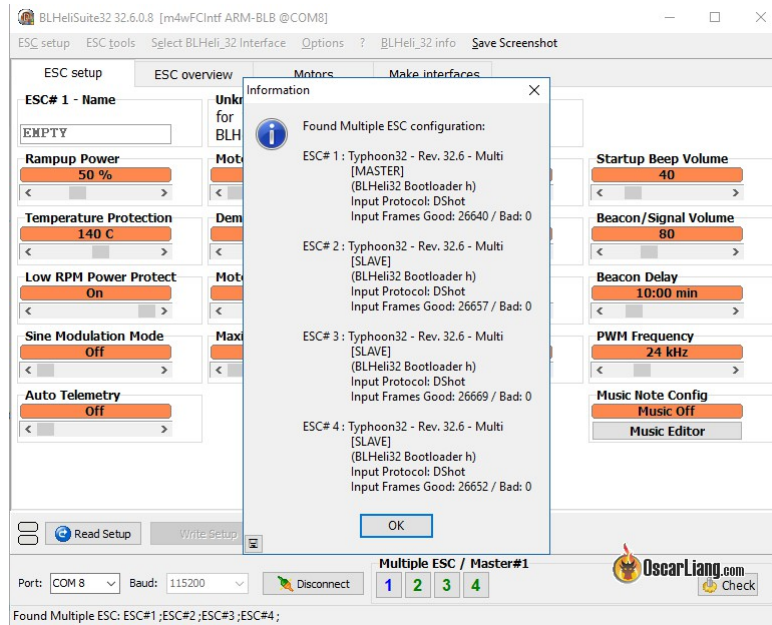 BLHeliSuite32 32.6.0.8 [m4wFCIntf ARM-BLB @COM8]
ESC setup ESC tools Select BLHeli_32 Interface Options ? BLHeli_32 info Save Screenshot
ESC setup ESC overview Motors Make interfaces
ESC# 1 - Name
EMPTY
for
BLH
Rampup Power
50 %
Temperature Protection
140 C
Low RPM Power Protect
On
Sine Modulation Mode
Off
Auto Telemetry
Off
Information
Found Multiple ESC configuration:
ESC# 1 : Typhoon32 - Rev. 32.6 - Multi
[MASTER]
(BLHeli32 Bootloader h)
Input Protocol: DShot
Input Frames Good: 26640 / Bad: 0
ESC# 2 : Typhoon32 - Rev. 32.6 - Multi
[SLAVE]
(BLHeli32 Bootloader h)
Input Protocol: DShot
Input Frames Good: 26657 / Bad: 0
ESC# 3 : Typhoon32 - Rev. 32.6 - Multi
[SLAVE]
(BLHeli32 Bootloader h)
Input Protocol: DShot
Input Frames Good: 26669 / Bad: 0
ESC# 4 : Typhoon32 - Rev. 32.6 - Multi
[SLAVE]
(BLHeli32 Bootloader h)
Input Protocol: DShot
Input Frames Good: 26652 / Bad: 0
OK
Startup Beep Volume
40
Beacon/Signal Volume
80
Beacon Delay
10:00 min
PWM Frequency
24 kHz
Music Note Config
Music Off
Music Editor
Read Setup Write Setup
Port: COM 8 Baud: 115200 Disconnect
Multiple ESC / Master#1
1 2 3 4
OscarLiang.com
Check
Found Multiple ESC: ESC#1 ;ESC#2 ;ESC#3 ;ESC#4 ;